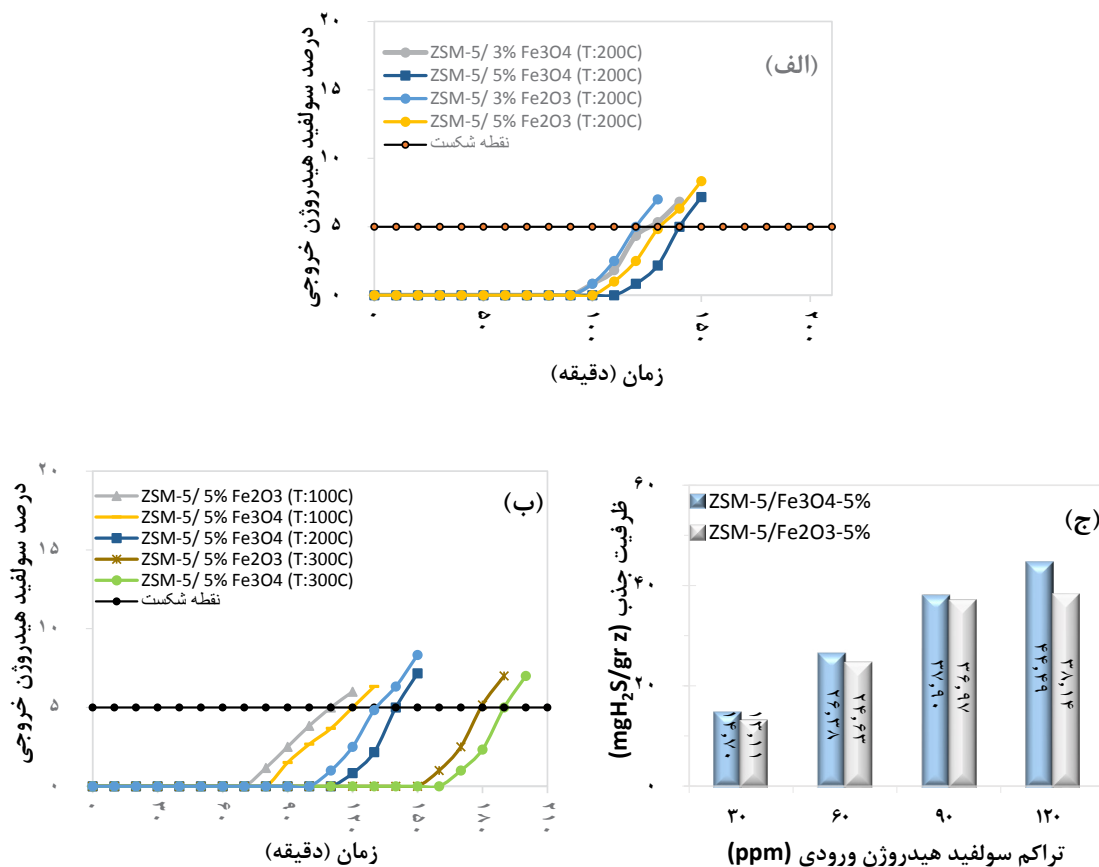 (الف)
درصد سولفید هیدروژن خروجی
۲۰
۱۵
۱۰
۵
۰
ZSM-5/ 3% Fe3O4 (T:200C)
ZSM-5/ 5% Fe3O4 (T:200C)
ZSM-5/ 3% Fe2O3 (T:200C)
ZSM-5/ 5% Fe2O3 (T:200C)
نقطه شکست
۰ ۵۰ ۱۰۰ ۱۵۰ ۲۰۰
زمان (دقیقه)
(ب)
درصد سولفید هیدروژن خروجی
۲۰
۱۵
۱۰
۵
۰
ZSM-5/ 5% Fe2O3 (T:100C)
ZSM-5/ 5% Fe3O4 (T:100C)
ZSM-5/ 5% Fe3O4 (T:200C)
ZSM-5/ 5% Fe2O3 (T:300C)
ZSM-5/ 5% Fe3O4 (T:300C)
نقطه شکست
۰ ۳۰ ۶۰ ۹۰ ۱۲۰ ۱۵۰ ۱۸۰ ۲۱۰
زمان (دقیقه)
(ج)
ظرفیت جذب (mgH₂S/gr z)
۶۰
۴۰
۲۰
۰
ZSM-5/Fe3O4-5%
ZSM-5/Fe2O3-5%
۱۴,۷۰ ۱۳,۱۱ ۲۶,۳۸ ۲۴,۶۳ ۳۷,۹۰ ۳۶,۹۷ ۴۴,۴۹ ۳۸,۱۴
۳۰ ۶۰ ۹۰ ۱۲۰
تراکم سولفید هیدروژن ورودی (ppm)